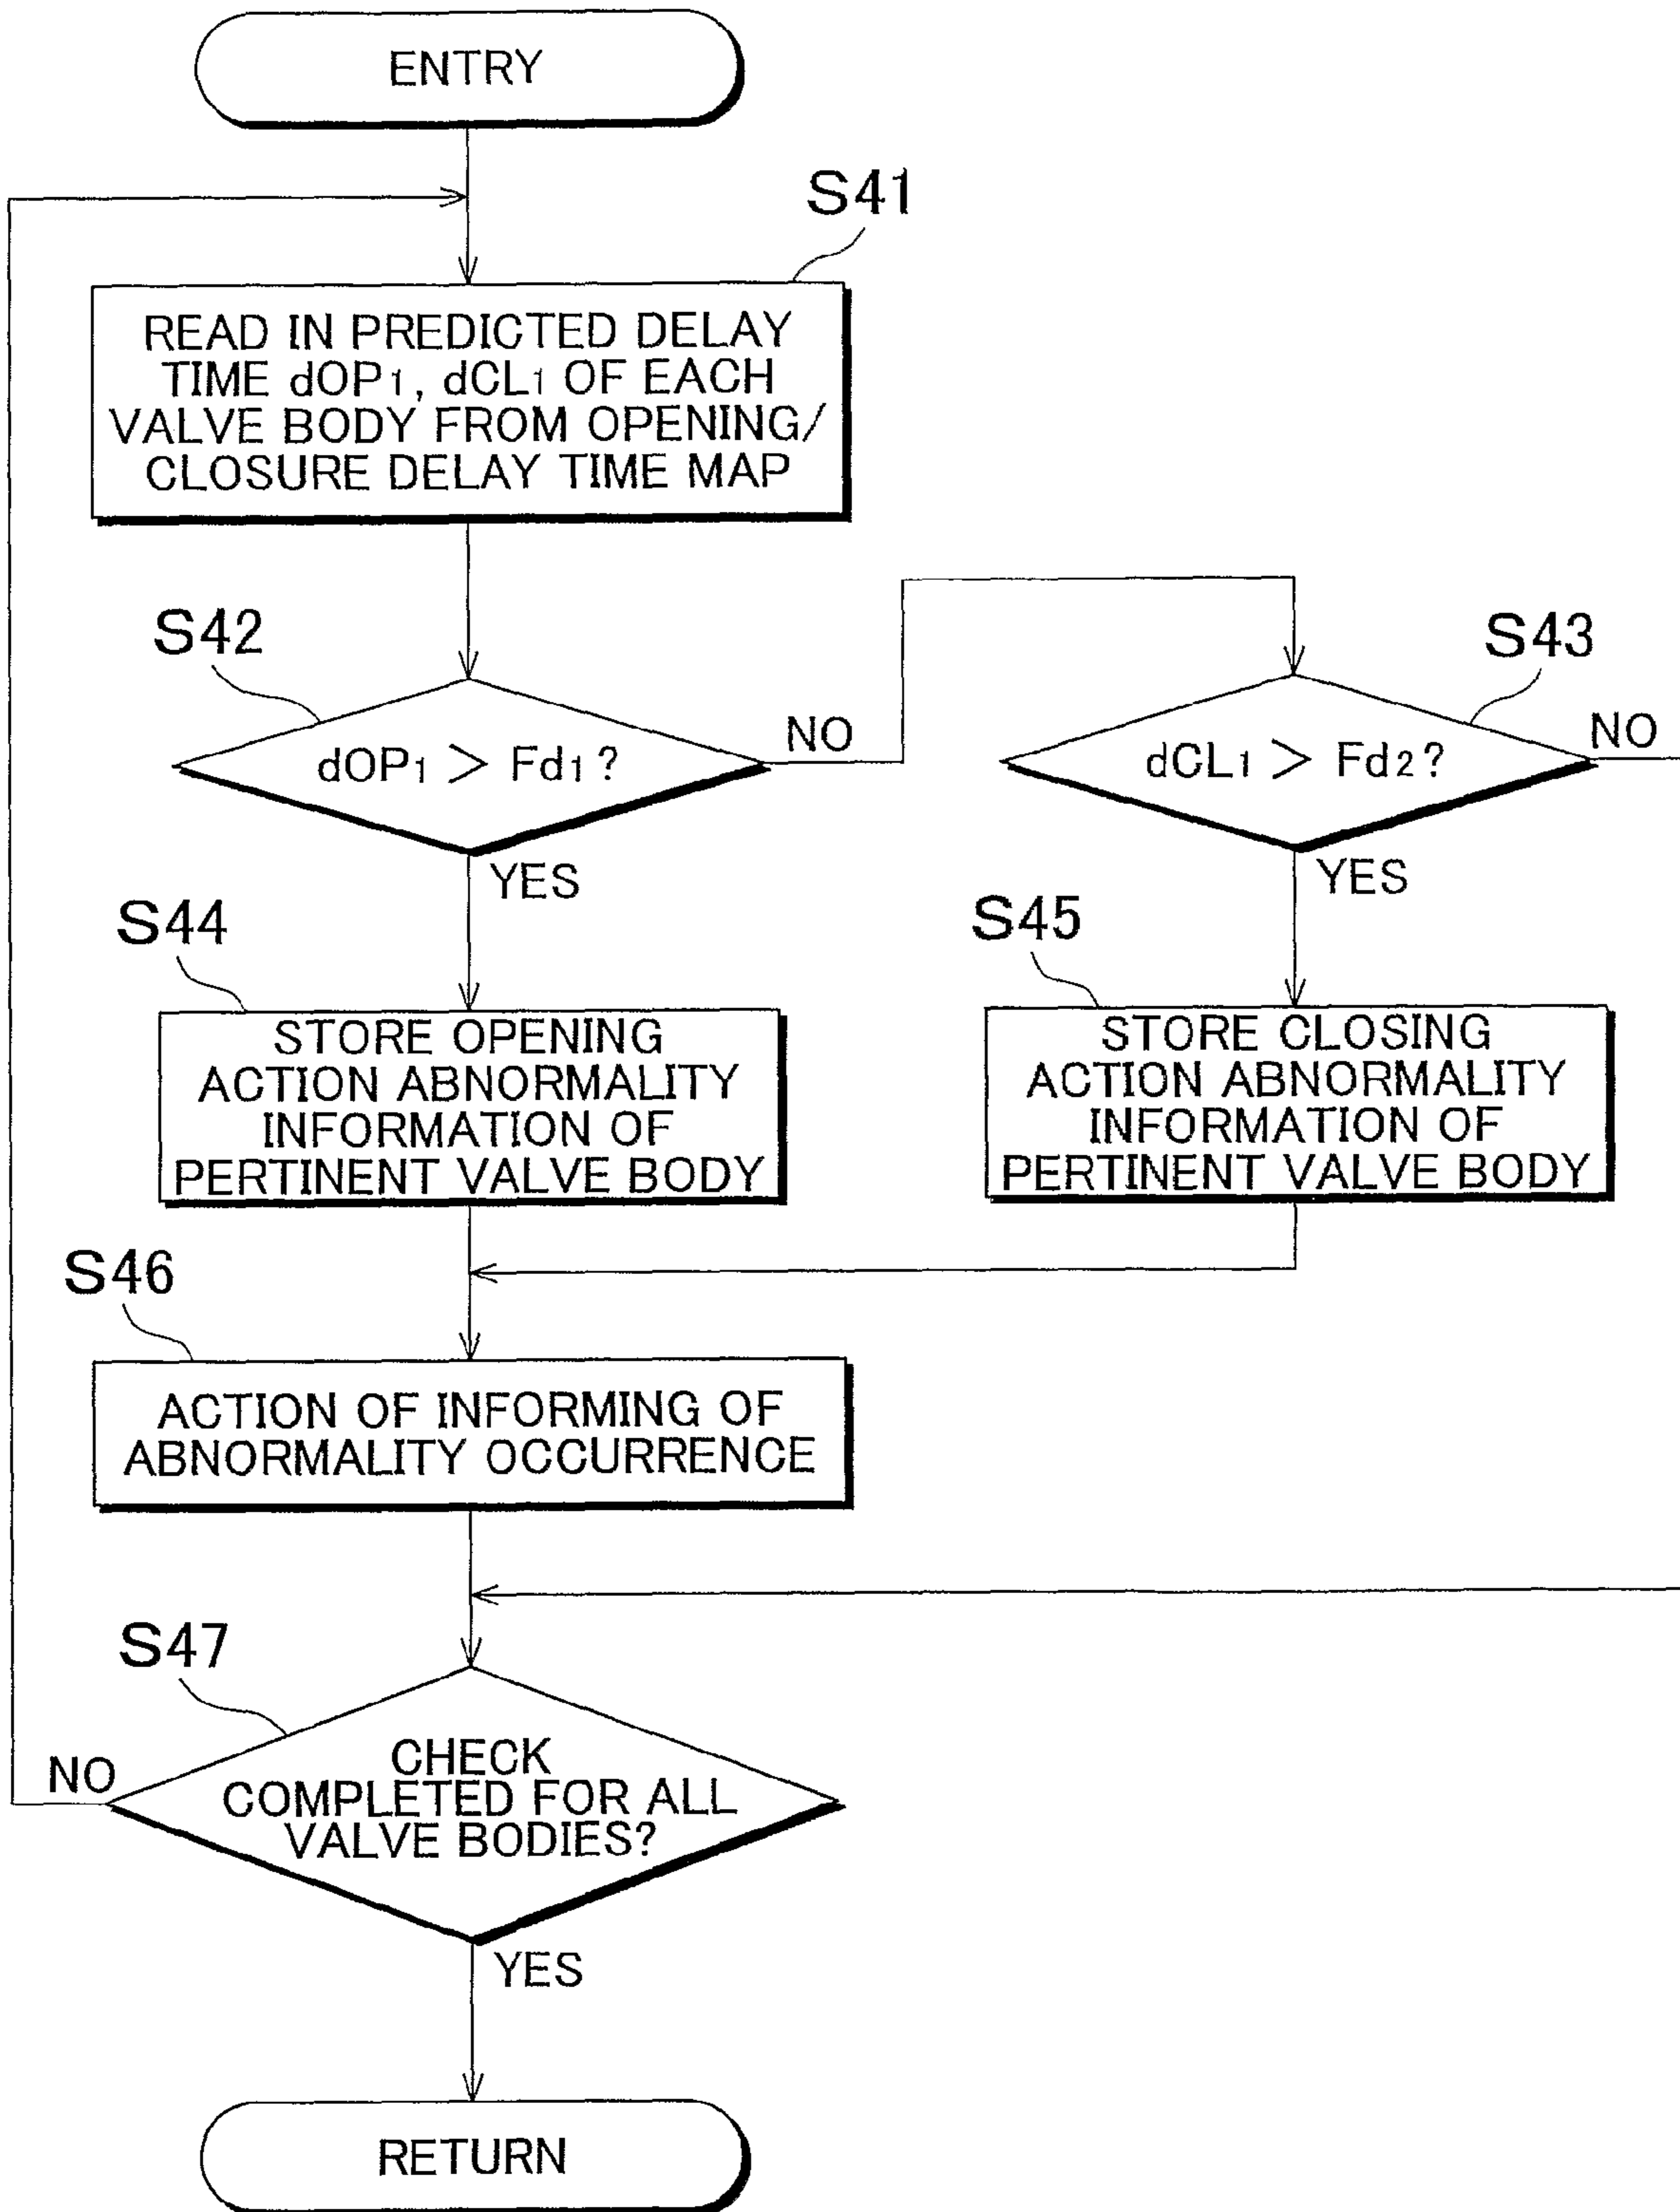 ENTRY
S41
READ IN PREDICTED DELAY
TIME dOP1, dCL1 OF EACH
VALVE BODY FROM OPENING/
CLOSURE DELAY TIME MAP
S42
dOP1 > Fd1?
NO
YES
S43
dCL1 > Fd2?
NO
YES
S44
STORE OPENING
ACTION ABNORMALITY
INFORMATION OF
PERTINENT VALVE BODY
S45
STORE CLOSING
ACTION ABNORMALITY
INFORMATION OF
PERTINENT VALVE BODY
S46
ACTION OF INFORMING OF
ABNORMALITY OCCURRENCE
S47
CHECK
COMPLETED FOR ALL
VALVE BODIES?
NO
YES
RETURN